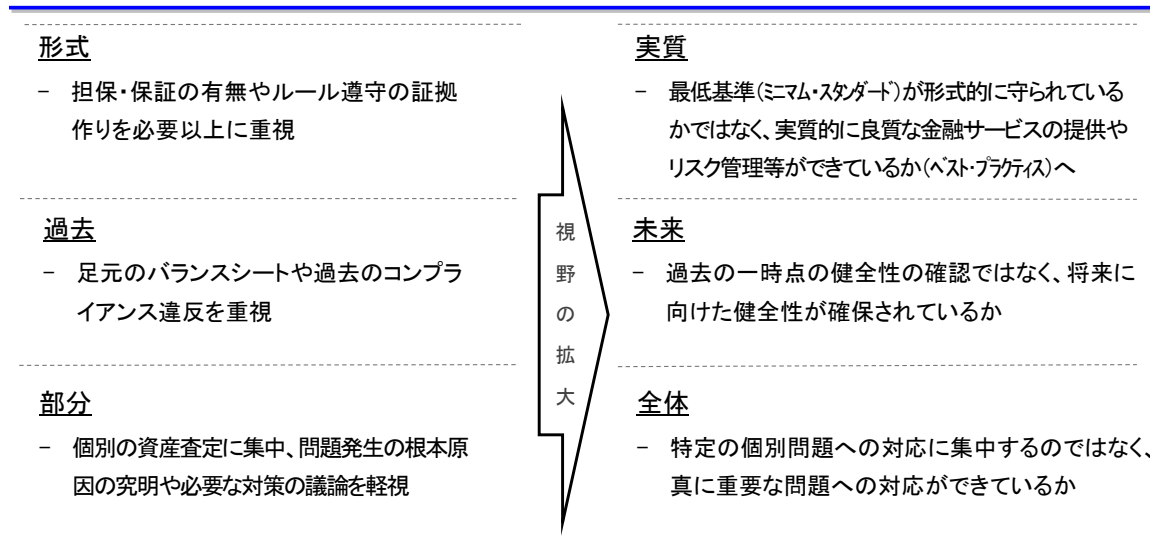 形式
− 担保・保証の有無やルール遵守の証拠
作りを必要以上に重視
過去
− 足元のバランスシートや過去のコンプラ
イアンス違反を重視
部分
− 個別の資産査定に集中、問題発生の根本原
因の究明や必要な対策の議論を軽視
視
野
の
拡
大
実質
− 最低基準(ミニマム・スタンダード)が形式的に守られている
かではなく、実質的に良質な金融サービスの提供や
リスク管理等ができているか(ベスト・プラクティス)へ
未来
− 過去の一時点の健全性の確認ではなく、将来に
向けた健全性が確保されているか
全体
− 特定の個別問題への対応に集中するのではなく、
真に重要な問題への対応ができているか